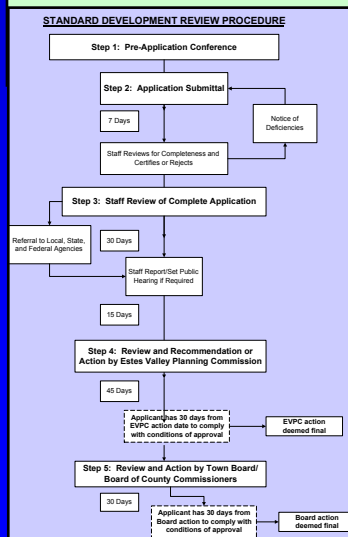 STANDARD DEVELOPMENT REVIEW PROCEDURE
Step 1: Pre-Application Conference
Step 2: Application Submittal
7 Days
Notice of
Deficiencies
Staff Reviews for Completeness and
Certifies or Rejects
Step 3: Staff Review of Complete Application
Referral to Local, State,
and Federal Agencies
30 Days
Staff Report/Set Public
Hearing if Required
15 Days
Step 4: Review and Recommendation or
Action by Estes Valley Planning Commission
45 Days
Applicant has 30 days from
EVPC action date to comply
with conditions of approval
EVPC action
deemed final
Step 5: Review and Action by Town Board/
Board of County Commissioners
30 Days
Applicant has 30 days from
Board action to comply with
conditions of approval
Board action
deemed final